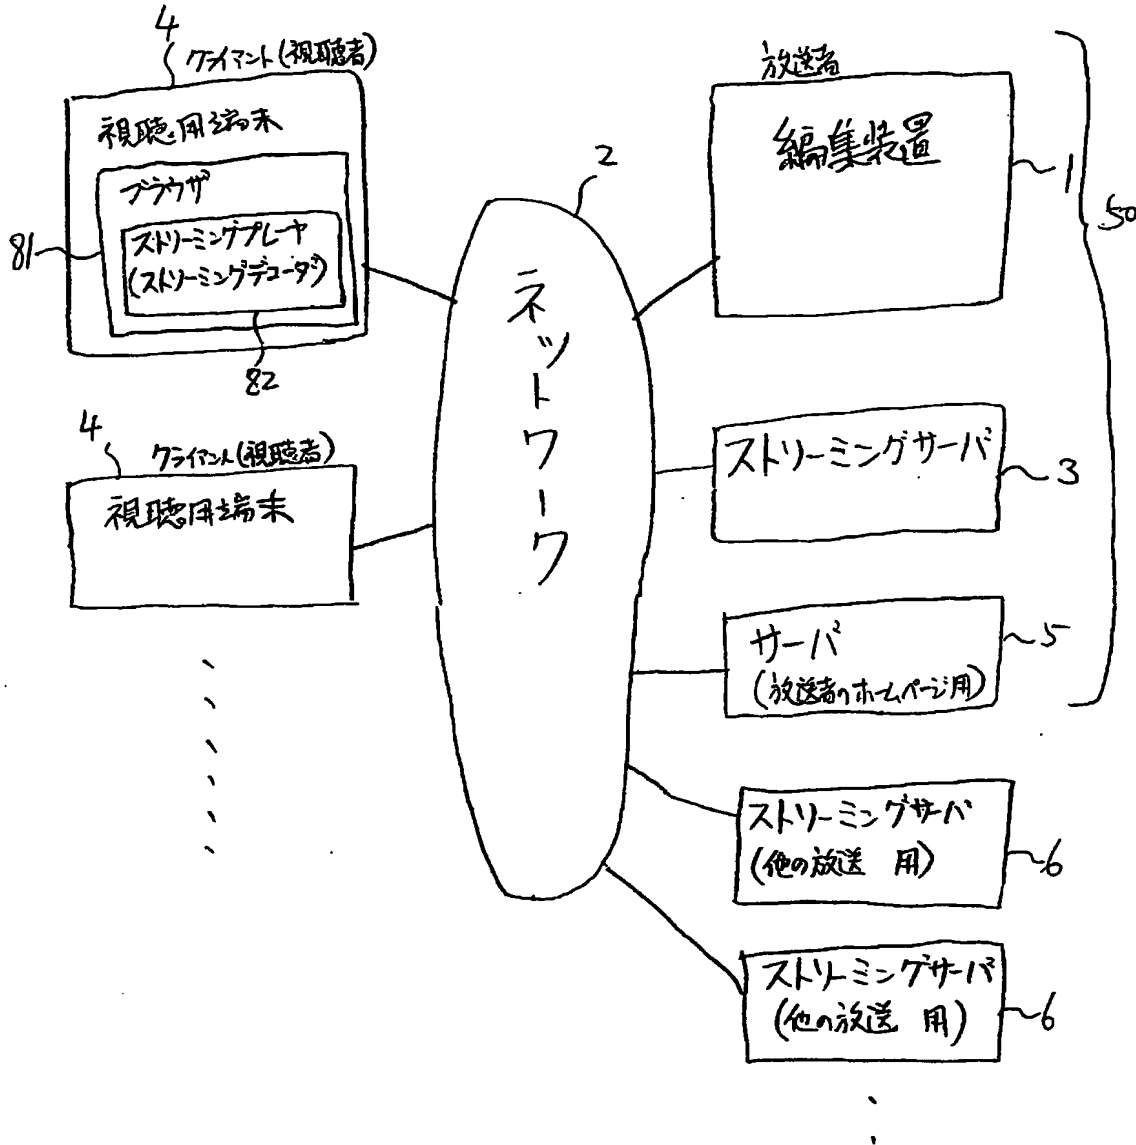 4
クライアント(視聴者)
視聴用端末
ブラウザ
81
ストリーミングプレーヤ
(ストリーミングデコーダ)
82
4
クライアント(視聴者)
視聴用端末
2
ネットワーク
放送者
編集装置
1
50
ストリーミングサーバ
3
サーバ
(放送者のホームページ用)
5
ストリーミングサーバ
(他の放送 用)
6
ストリーミングサーバ
(他の放送 用)
6